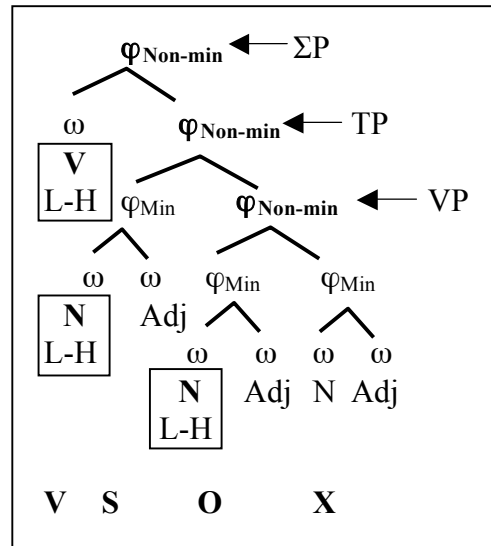 φNon-min ΣP
ω φNon-min TP
V
L-H φMin φNon-min VP
ω ω φMin φMin
N Adj
L-H ω ω ω ω
N Adj N Adj
L-H
V S O X